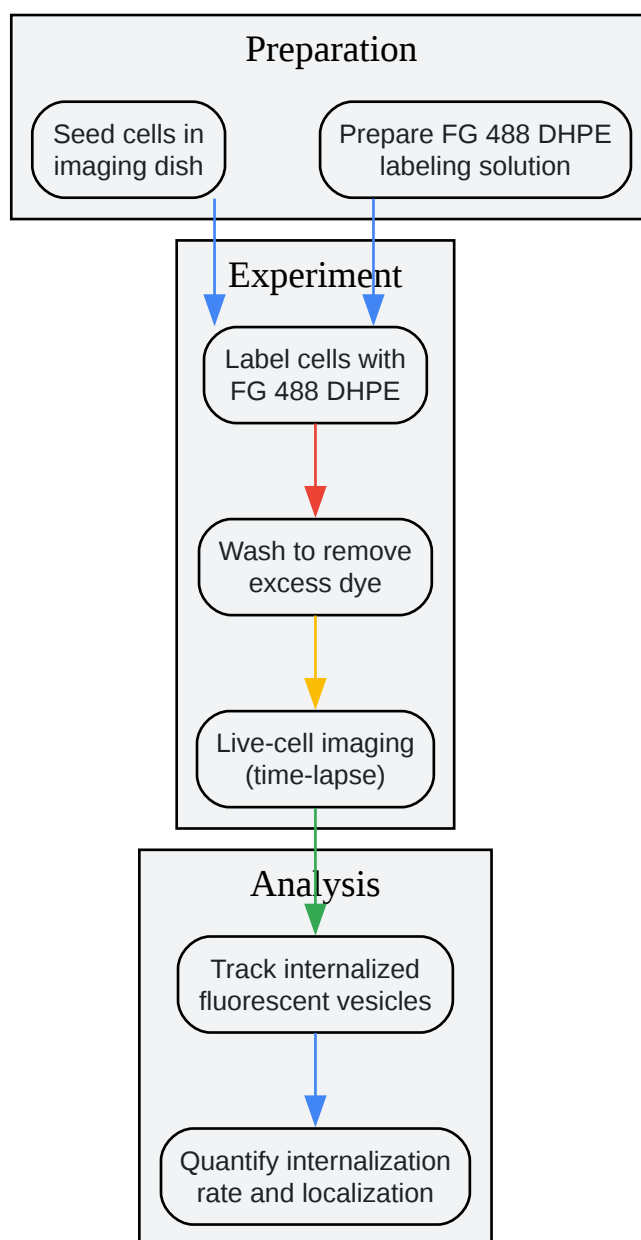 Preparation
Seed cells in
imaging dish
Prepare FG 488 DHPE
labeling solution
Experiment
Label cells with
FG 488 DHPE
Wash to remove
excess dye
Live-cell imaging
(time-lapse)
Analysis
Track internalized
fluorescent vesicles
Quantify internalization
rate and localization